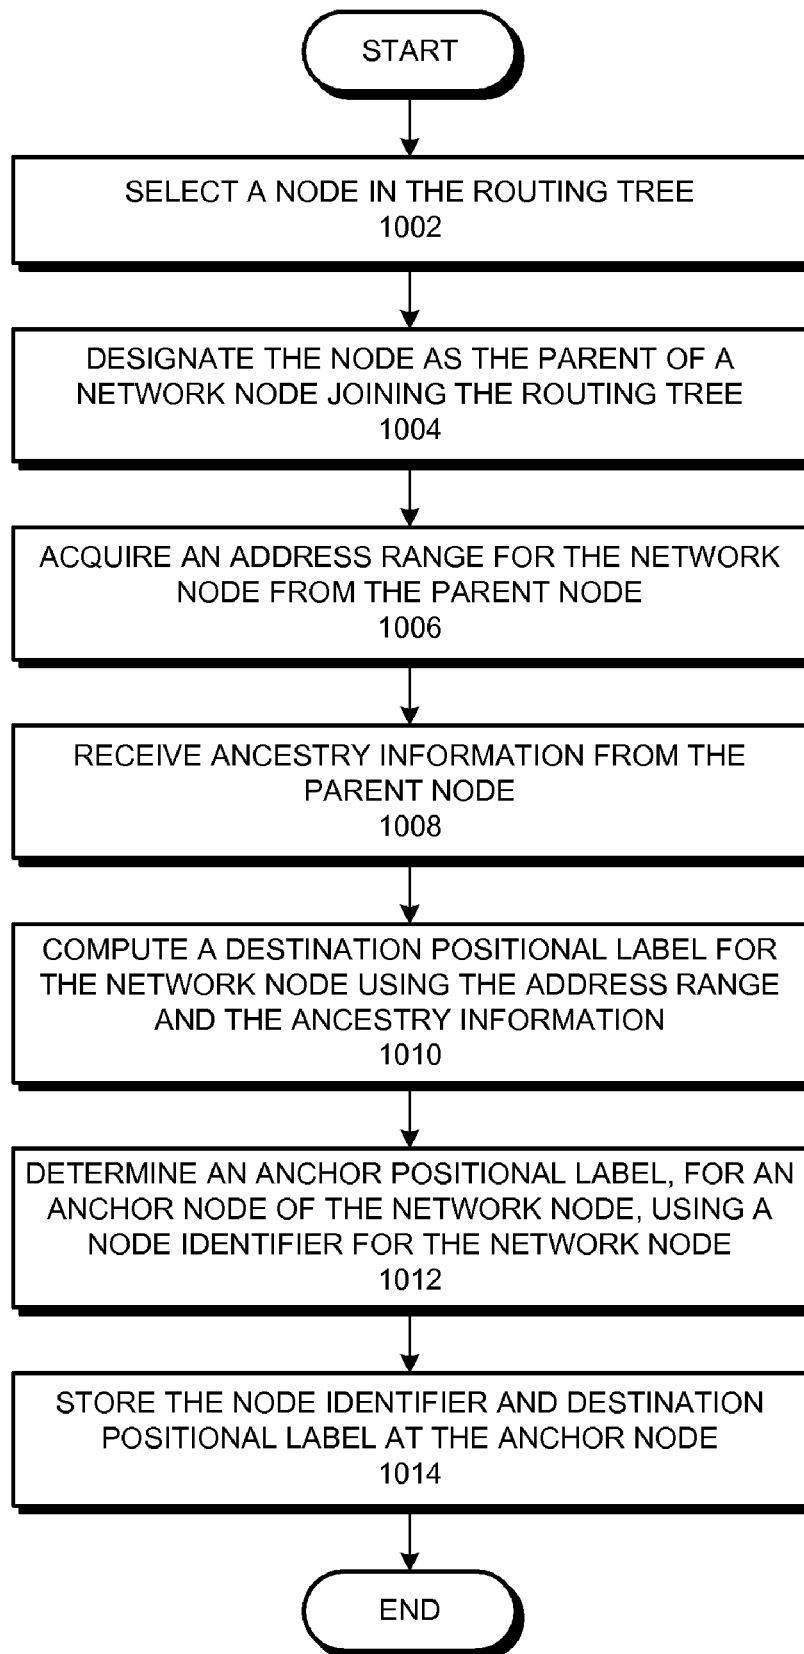 START
SELECT A NODE IN THE ROUTING TREE
1002
DESIGNATE THE NODE AS THE PARENT OF A
NETWORK NODE JOINING THE ROUTING TREE
1004
ACQUIRE AN ADDRESS RANGE FOR THE NETWORK
NODE FROM THE PARENT NODE
1006
RECEIVE ANCESTRY INFORMATION FROM THE
PARENT NODE
1008
COMPUTE A DESTINATION POSITIONAL LABEL FOR
THE NETWORK NODE USING THE ADDRESS RANGE
AND THE ANCESTRY INFORMATION
1010
DETERMINE AN ANCHOR POSITIONAL LABEL, FOR AN
ANCHOR NODE OF THE NETWORK NODE, USING A
NODE IDENTIFIER FOR THE NETWORK NODE
1012
STORE THE NODE IDENTIFIER AND DESTINATION
POSITIONAL LABEL AT THE ANCHOR NODE
1014
END